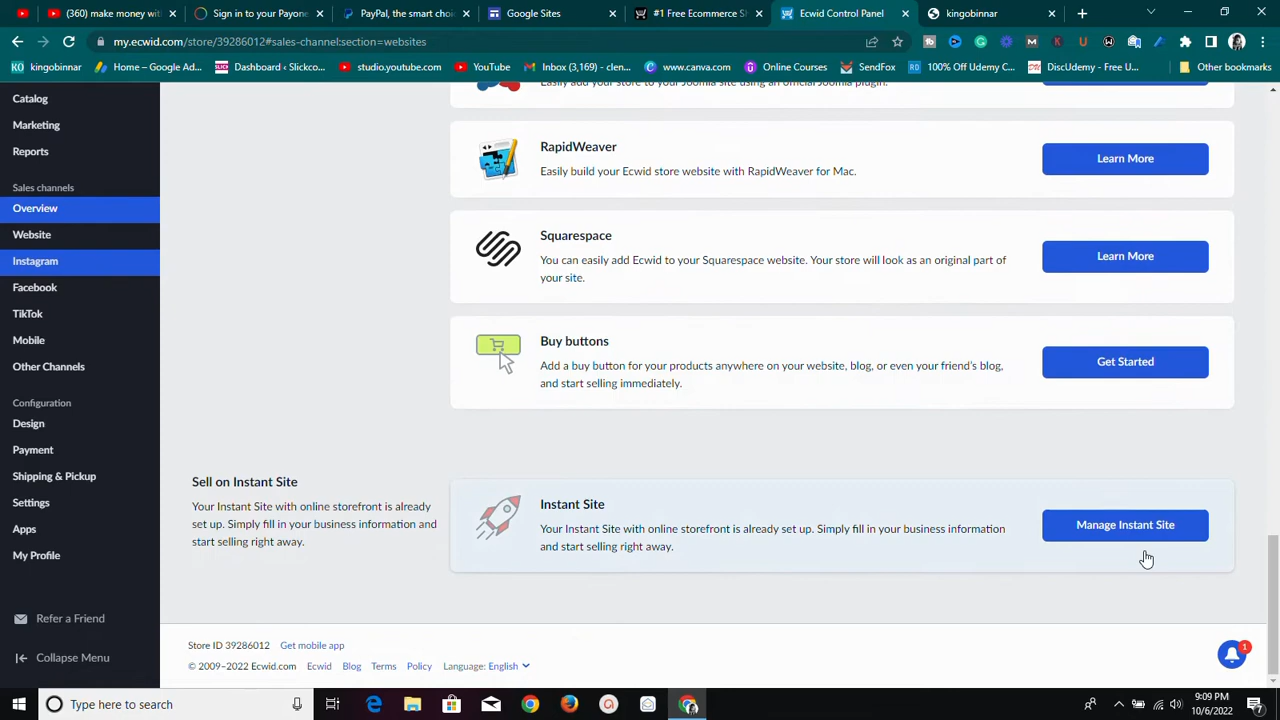 (360) make money witl
Sign in to your Payone
PayPal, the smart choic
Google Sites
#1 Free Ecommerce Sh
Ecwid Control Panel
kingobinnar
my.ecwid.com/store/39286012#sales-channel:section=websites
KO kingobinnar
Home – Google Ad...
SLICK Dashboard ‹ Slickco...
studio.youtube.com
YouTube
Inbox (3,169) - clen...
www.canva.com
Online Courses
SendFox
RD 100% Off Udemy C...
DiscUdemy - Free U...
Other bookmarks
Catalog
Marketing
Reports
Sales channels
Overview
Website
Instagram
Facebook
TikTok
Mobile
Other Channels
Configuration
Design
Payment
Shipping & Pickup
Settings
Apps
My Profile
Refer a Friend
Collapse Menu
Easily add your store to your Joomla site using an official Joomla plugin.
RapidWeaver
Easily build your Ecwid store website with RapidWeaver for Mac.
Learn More
Squarespace
You can easily add Ecwid to your Squarespace website. Your store will look as an original part of
your site.
Learn More
Buy buttons
Add a buy button for your products anywhere on your website, blog, or even your friend's blog,
and start selling immediately.
Get Started
Sell on Instant Site
Your Instant Site with online storefront is already
set up. Simply fill in your business information and
start selling right away.
Instant Site
Your Instant Site with online storefront is already set up. Simply fill in your business information
and start selling right away.
Manage Instant Site
Store ID 39286012 Get mobile app
© 2009–2022 Ecwid.com Ecwid Blog Terms Policy Language: English
1
Type here to search
9:09 PM
10/6/2022